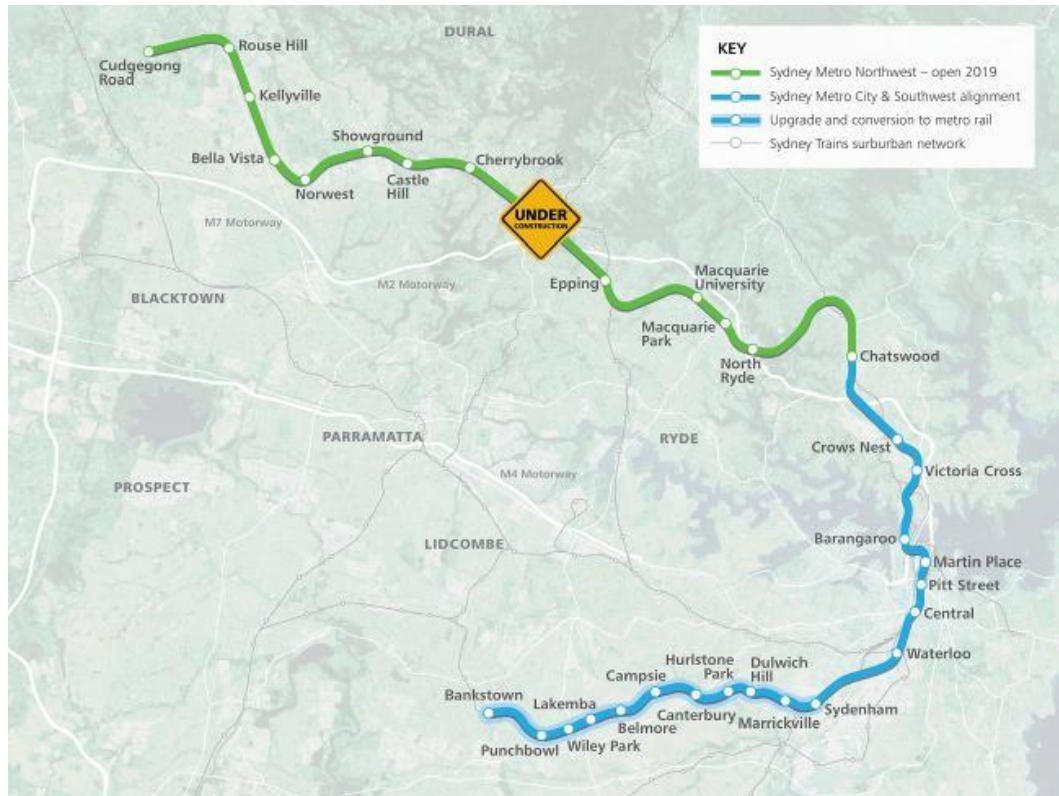 DURAL
KEY
Sydney Metro Northwest – open 2019
Sydney Metro City & Southwest alignment
Upgrade and conversion to metro rail
Sydney Trains surburban network
Cudgegong
Road
Rouse Hill
Kellyville
Showground
Bella Vista
Norwest
Castle
Hill
Cherrybrook
UNDER
CONSTRUCTION
M7 Motorway
M2 Motorway
BLACKTOWN
Epping
Macquarie
University
Macquarie
Park
North
Ryde
Chatswood
PARRAMATTA
RYDE
Crows Nest
Victoria Cross
M4 Motorway
PROSPECT
LIDCOMBE
Barangaroo
Martin Place
Pitt Street
Central
Waterloo
Bankstown
Lakemba
Campsie
Hurlstone
Park
Dulwich
Hill
Punchbowl
Wiley Park
Belmore
Canterbury
Marrickville
Sydenham